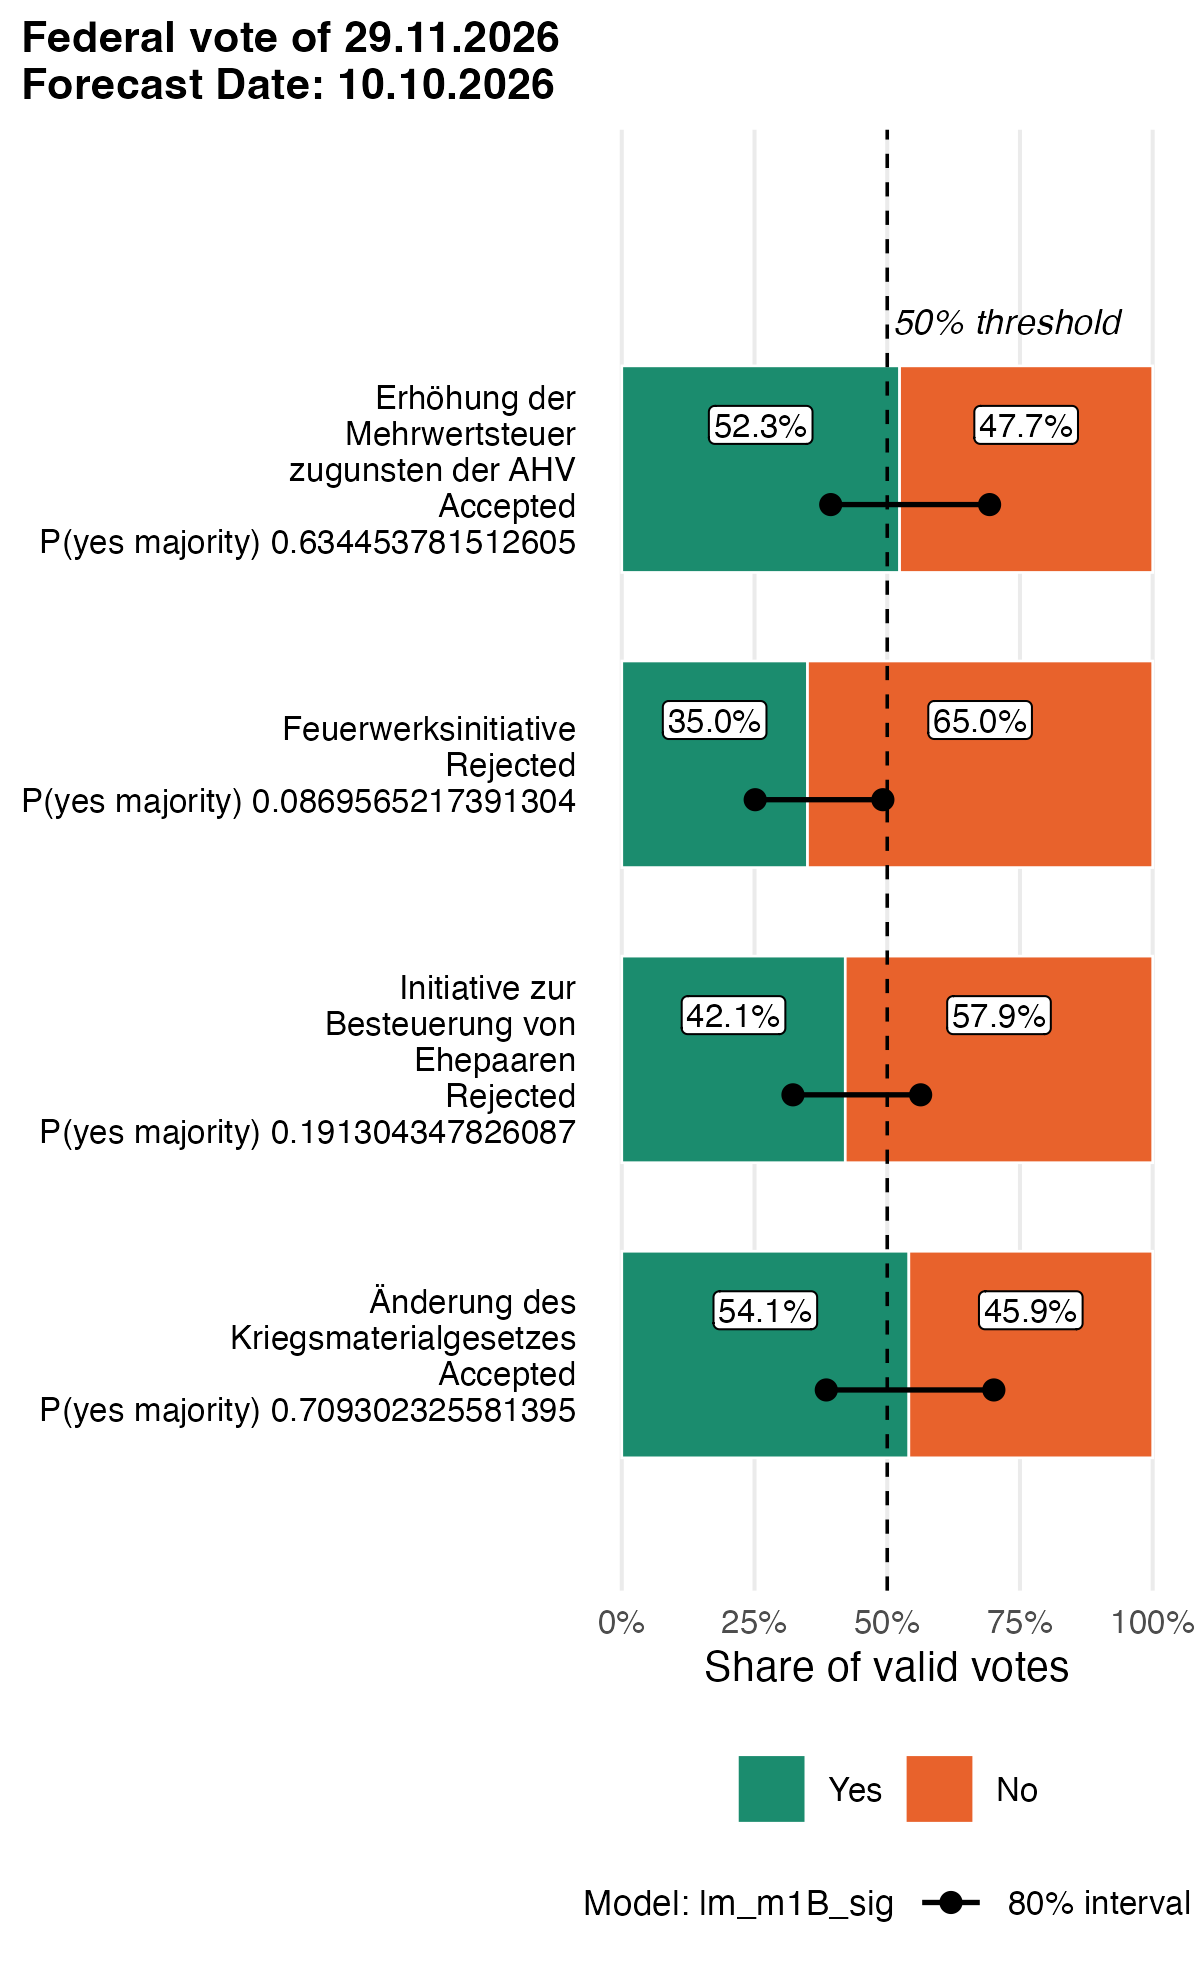 Federal vote of 29.11.2026
Forecast Date: 10.10.2026
50% threshold
Erhöhung der
Mehrwertsteuer
zugunsten der AHV
Accepted
P(yes majority) 0.634453781512605
52.3%
47.7%
Feuerwerksinitiative
Rejected
P(yes majority) 0.0869565217391304
35.0%
65.0%
Initiative zur
Besteuerung von
Ehepaaren
Rejected
P(yes majority) 0.191304347826087
42.1%
57.9%
Änderung des
Kriegsmaterialgesetzes
Accepted
P(yes majority) 0.709302325581395
54.1%
45.9%
0% 25% 50% 75% 100%
Share of valid votes
Yes No
Model: lm_m1B_sig 80% interval